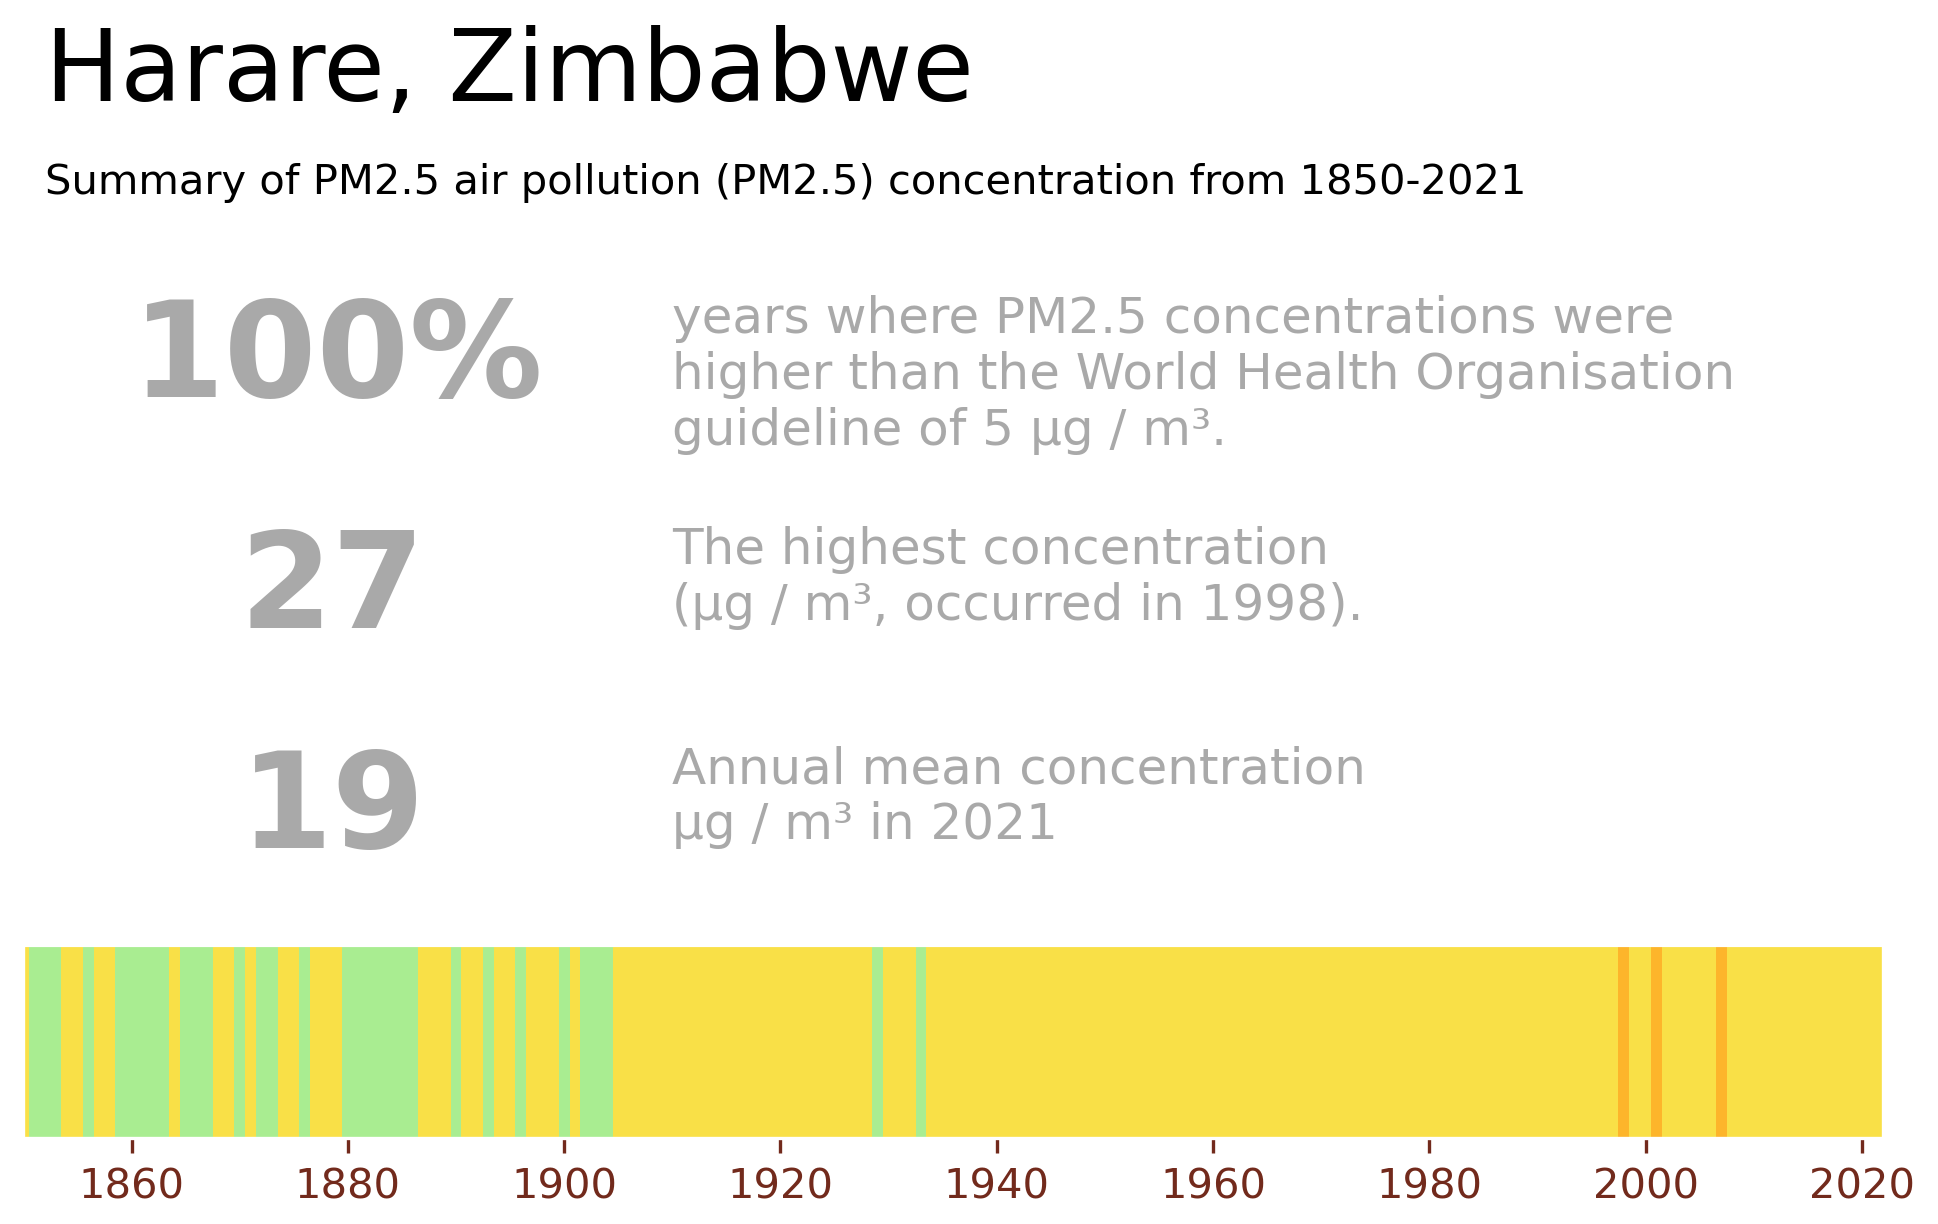 Harare, Zimbabwe
Summary of PM2.5 air pollution (PM2.5) concentration from 1850-2021
100%
years where PM2.5 concentrations were
higher than the World Health Organisation
guideline of 5 µg / m³.
27
The highest concentration
(µg / m³, occurred in 1998).
19
Annual mean concentration
µg / m³ in 2021
1860 1880 1900 1920 1940 1960 1980 2000 2020